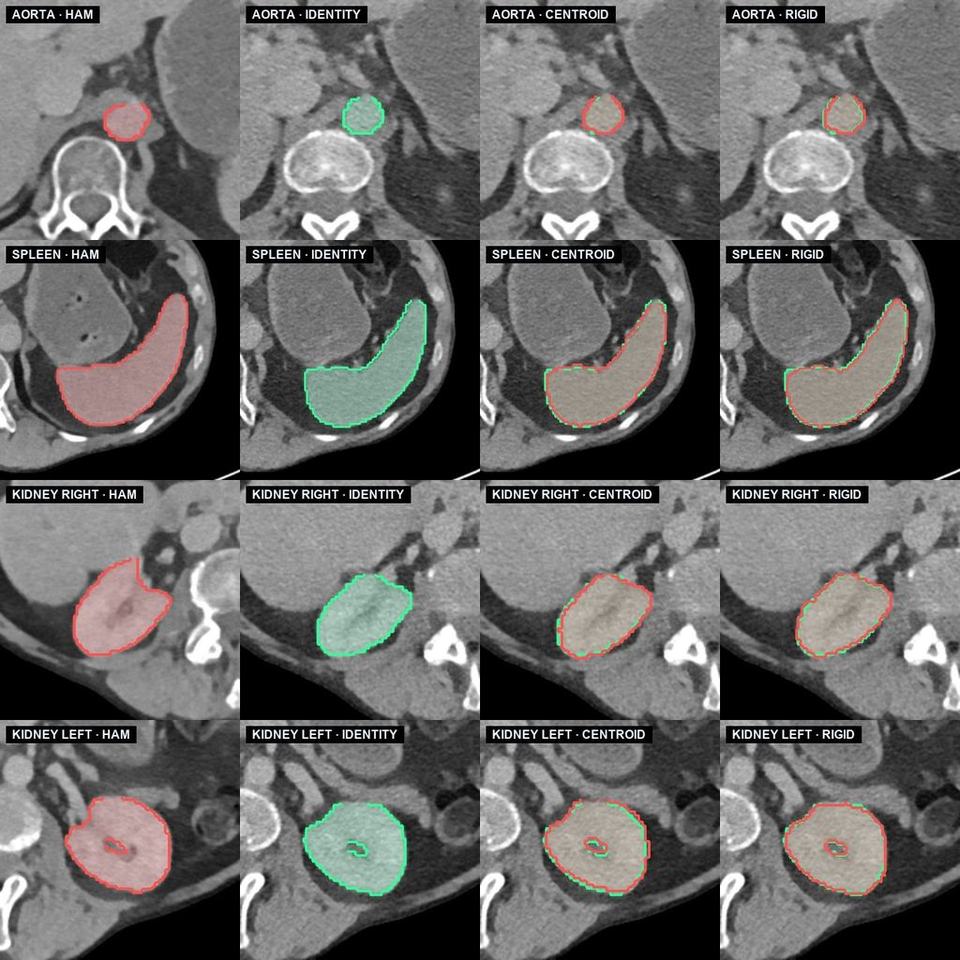 AORTA · HAM
AORTA · IDENTITY
AORTA · CENTROID
AORTA · RIGID
SPLEEN · HAM
SPLEEN · IDENTITY
SPLEEN · CENTROID
SPLEEN · RIGID
KIDNEY RIGHT · HAM
KIDNEY RIGHT · IDENTITY
KIDNEY RIGHT · CENTROID
KIDNEY RIGHT · RIGID
KIDNEY LEFT · HAM
KIDNEY LEFT · IDENTITY
KIDNEY LEFT · CENTROID
KIDNEY LEFT · RIGID